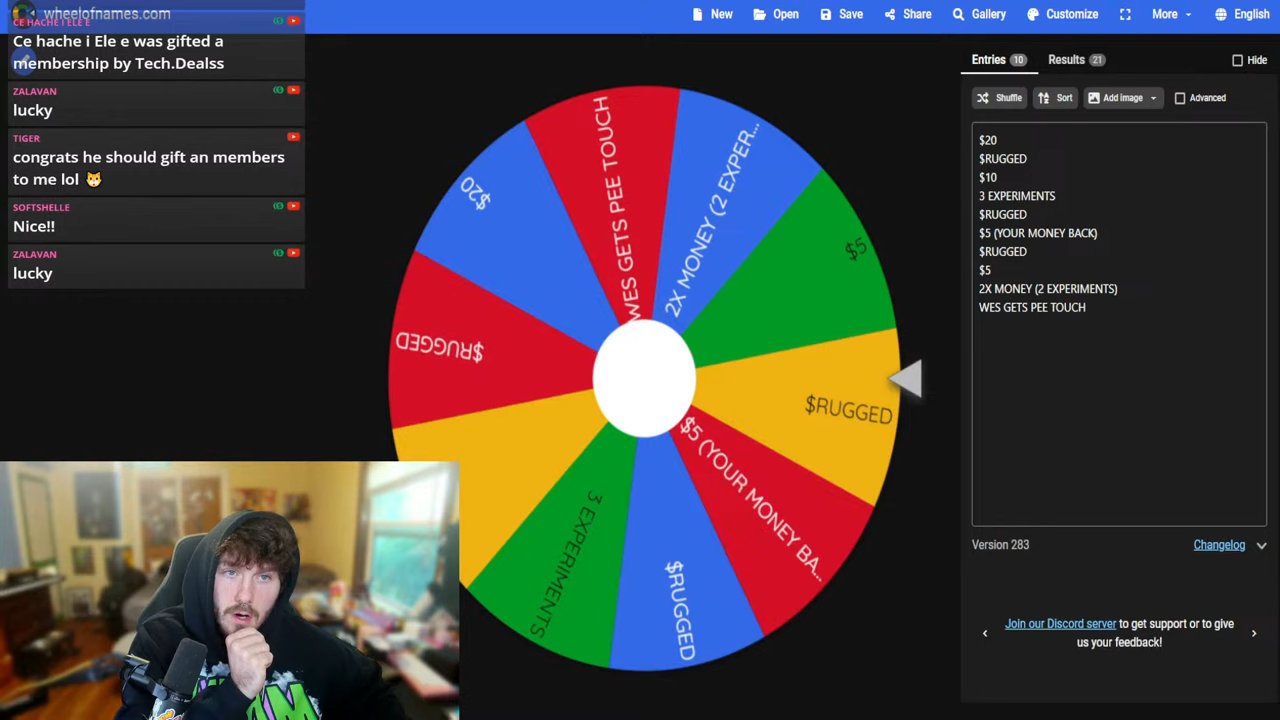 wheelofnames.com
New
Open
Save
Share
Gallery
Customize
More
English
CE HACHE I ELE E
Ce hache i Ele e was gifted a
membership by Tech.Dealss
ZALAVAN
lucky
TIGER
congrats he should gift an members
to me lol 🐱
SOFTSHELLE
Nice!!
ZALAVAN
lucky
$20
WES GETS PEE TOUCH
2X MONEY (2 EXPER...
$5
$RUGGED
$5 (YOUR MONEY BA...
$RUGGED
3 EXPERIMENTS
$RUGGED
Entries 10
Results 21
Hide
Shuffle
Sort
Add image
Advanced
$20
$RUGGED
$10
3 EXPERIMENTS
$RUGGED
$5 (YOUR MONEY BACK)
$RUGGED
$5
2X MONEY (2 EXPERIMENTS)
WES GETS PEE TOUCH
Version 283
Changelog
Join our Discord server to get support or to give
us your feedback!